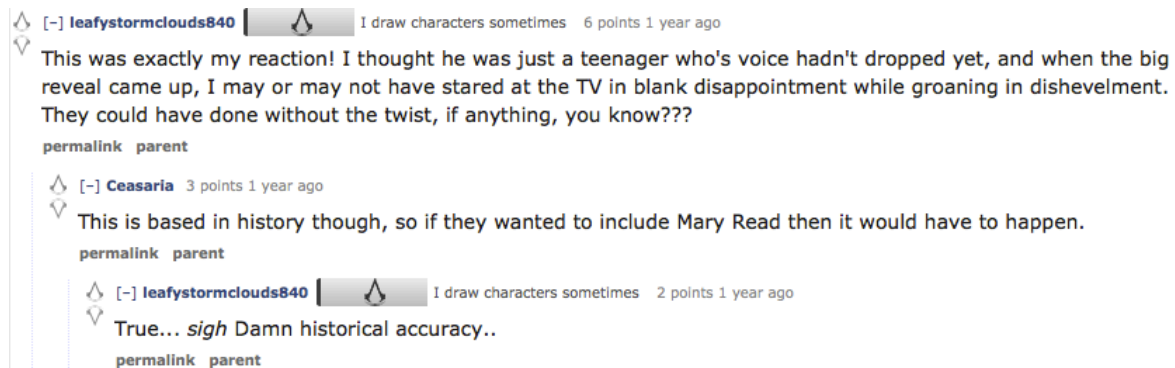 [-] leafystormclouds840 I draw characters sometimes 6 points 1 year ago
This was exactly my reaction! I thought he was just a teenager who's voice hadn't dropped yet, and when the big
reveal came up, I may or may not have stared at the TV in blank disappointment while groaning in dishevelment.
They could have done without the twist, if anything, you know???
permalink parent
[-] Ceasaria 3 points 1 year ago
This is based in history though, so if they wanted to include Mary Read then it would have to happen.
permalink parent
[-] leafystormclouds840 I draw characters sometimes 2 points 1 year ago
True... sigh Damn historical accuracy..
permalink parent